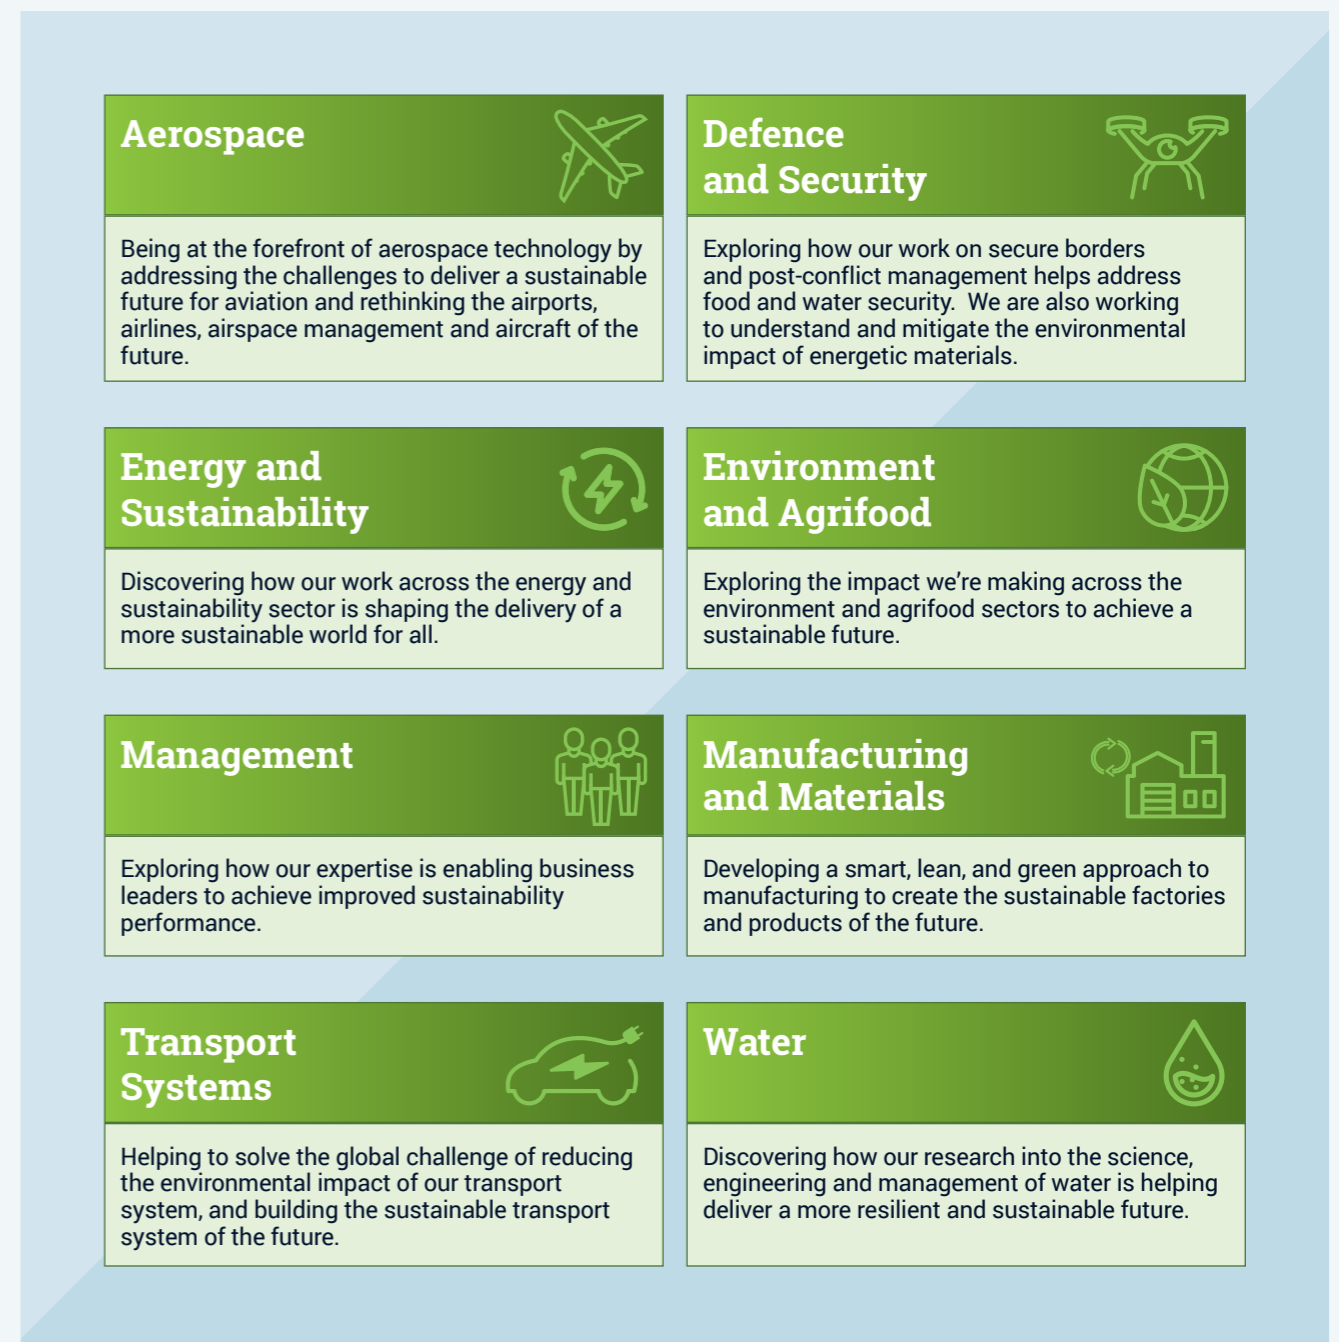 Aerospace
Being at the forefront of aerospace technology by
addressing the challenges to deliver a sustainable
future for aviation and rethinking the airports,
airlines, airspace management and aircraft of the
future.
Defence
and Security
Exploring how our work on secure borders
and post-conflict management helps address
food and water security.  We are also working
to understand and mitigate the environmental
impact of energetic materials.
Energy and
Sustainability
Discovering how our work across the energy and
sustainability sector is shaping the delivery of a
more sustainable world for all.
Environment
and Agrifood
Exploring the impact we’re making across the
environment and agrifood sectors to achieve a
sustainable future.
Management
Exploring how our expertise is enabling business
leaders to achieve improved sustainability
performance.
Manufacturing
and Materials
Developing a smart, lean, and green approach to
manufacturing to create the sustainable factories
and products of the future.
Transport
Systems
Helping to solve the global challenge of reducing
the environmental impact of our transport
system, and building the sustainable transport
system of the future.
Water
Discovering how our research into the science,
engineering and management of water is helping
deliver a more resilient and sustainable future.